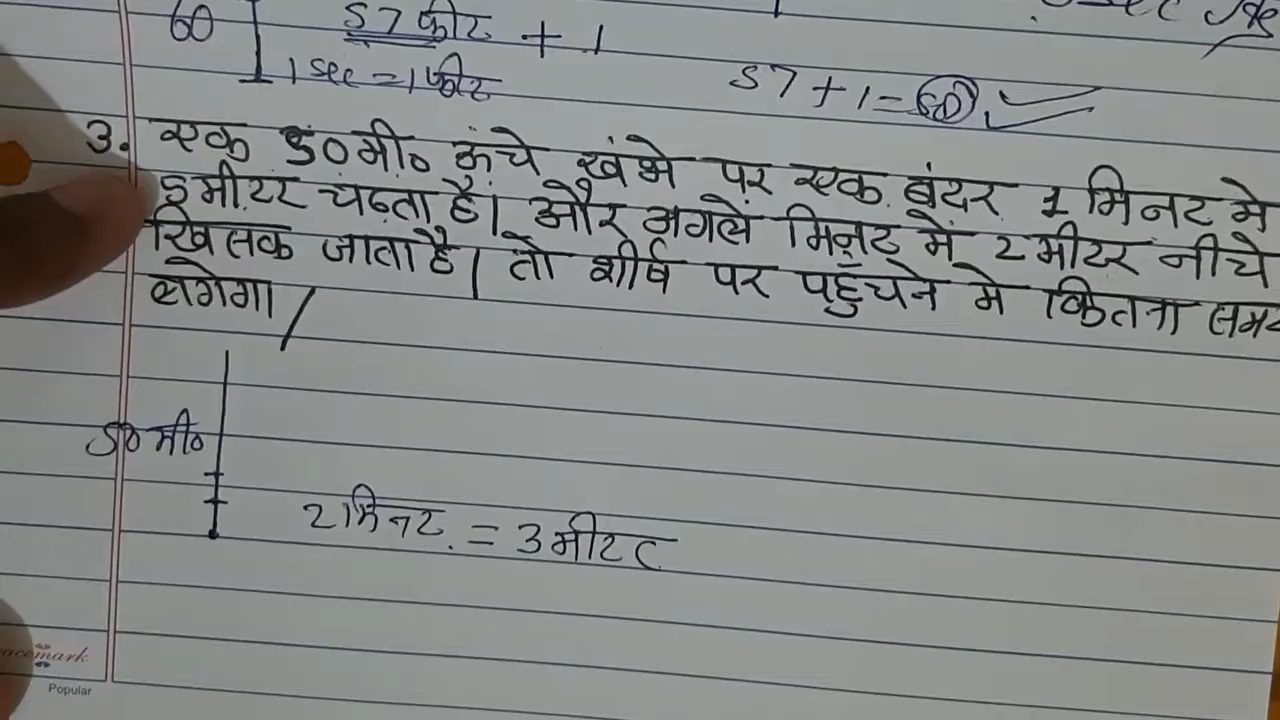 60
57 फीट + 1
1 sec = 1 फीट
57 + 1 = 60
3. एक 50 मी० ऊंचे खंभे पर एक बंदर 1 मिनट मे
5 मीटर चढ़ता है। और अगले मिनट में 2 मीटर नीचे
खिसक जाता है। तो शीर्ष पर पहुँचने मे कितना समय
लगेगा /
50 मी०
2 मिनट = 3 मीटर
acemark
Popular